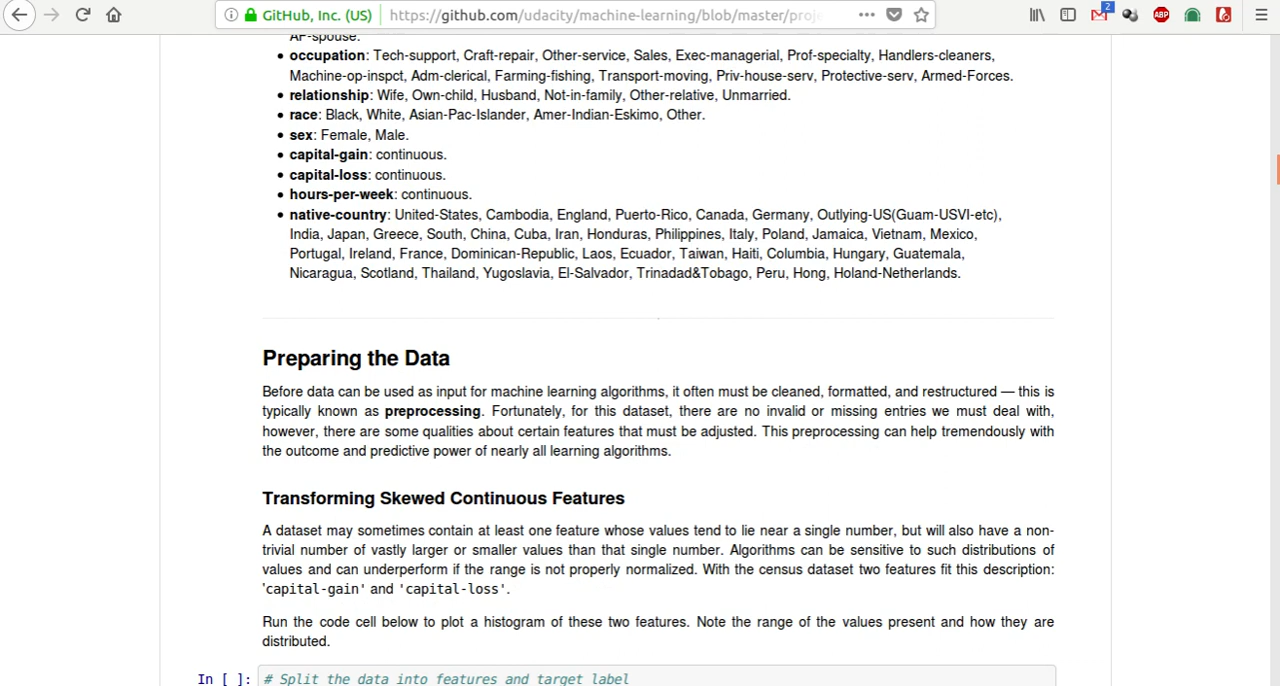 GitHub, Inc. (US) https://github.com/udacity/machine-learning/blob/master/proj
2
ABP
AF-spouse.
• occupation: Tech-support, Craft-repair, Other-service, Sales, Exec-managerial, Prof-specialty, Handlers-cleaners,
Machine-op-inspct, Adm-clerical, Farming-fishing, Transport-moving, Priv-house-serv, Protective-serv, Armed-Forces.
• relationship: Wife, Own-child, Husband, Not-in-family, Other-relative, Unmarried.
• race: Black, White, Asian-Pac-Islander, Amer-Indian-Eskimo, Other.
• sex: Female, Male.
• capital-gain: continuous.
• capital-loss: continuous.
• hours-per-week: continuous.
• native-country: United-States, Cambodia, England, Puerto-Rico, Canada, Germany, Outlying-US(Guam-USVI-etc),
India, Japan, Greece, South, China, Cuba, Iran, Honduras, Philippines, Italy, Poland, Jamaica, Vietnam, Mexico,
Portugal, Ireland, France, Dominican-Republic, Laos, Ecuador, Taiwan, Haiti, Columbia, Hungary, Guatemala,
Nicaragua, Scotland, Thailand, Yugoslavia, El-Salvador, Trinadad&Tobago, Peru, Hong, Holand-Netherlands.
Preparing the Data
Before data can be used as input for machine learning algorithms, it often must be cleaned, formatted, and restructured — this is
typically known as preprocessing. Fortunately, for this dataset, there are no invalid or missing entries we must deal with,
however, there are some qualities about certain features that must be adjusted. This preprocessing can help tremendously with
the outcome and predictive power of nearly all learning algorithms.
Transforming Skewed Continuous Features
A dataset may sometimes contain at least one feature whose values tend to lie near a single number, but will also have a non-
trivial number of vastly larger or smaller values than that single number. Algorithms can be sensitive to such distributions of
values and can underperform if the range is not properly normalized. With the census dataset two features fit this description:
'capital-gain' and 'capital-loss'.
Run the code cell below to plot a histogram of these two features. Note the range of the values present and how they are
distributed.
In [ ]: # Split the data into features and target label